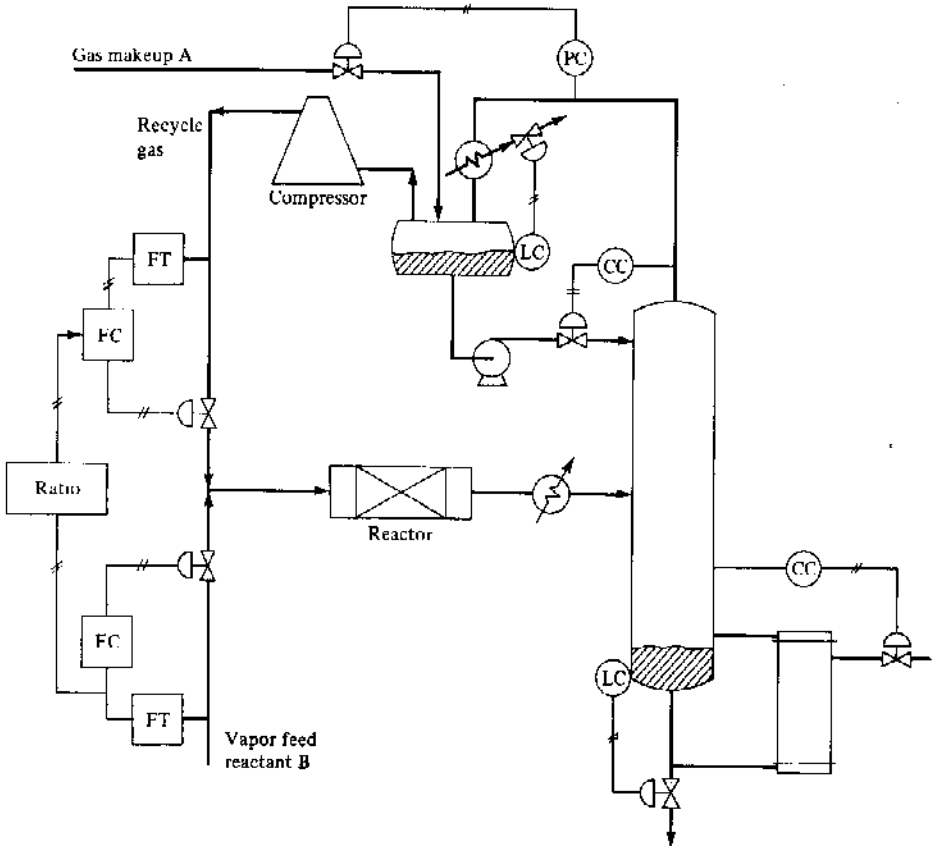 PC
Gas makeup A
Recycle
gas
Compressor
LC
CC
FT
FC
Ratio
Reactor
CC
FC
LC
FT
Vapor feed
reactant B